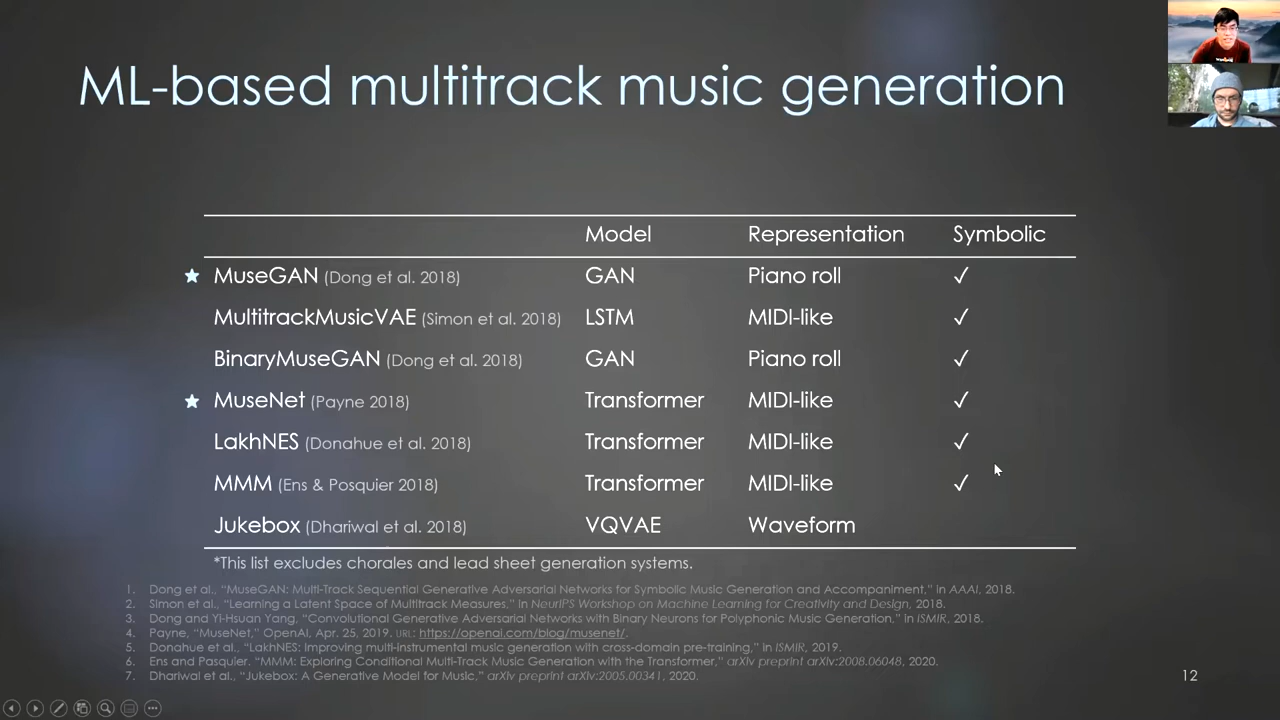 ML-based multitrack music generation
Model Representation Symbolic
★ MuseGAN (Dong et al. 2018) GAN Piano roll ✓
MultitrackMusicVAE (Simon et al. 2018) LSTM MIDI-like ✓
BinaryMuseGAN (Dong et al. 2018) GAN Piano roll ✓
★ MuseNet (Payne 2018) Transformer MIDI-like ✓
LakhNES (Donahue et al. 2018) Transformer MIDI-like ✓
MMM (Ens & Posquier 2018) Transformer MIDI-like ✓
Jukebox (Dhariwal et al. 2018) VQVAE Waveform
*This list excludes chorales and lead sheet generation systems.
1. Dong et al., "MuseGAN: Multi-Track Sequential Generative Adversarial Networks for Symbolic Music Generation and Accompaniment," in AAAI, 2018.
2. Simon et al., "Learning a Latent Space of Multitrack Measures," in NeurIPS Workshop on Machine Learning for Creativity and Design, 2018.
3. Dong and Yi-Hsuan Yang, "Convolutional Generative Adversarial Networks with Binary Neurons for Polyphonic Music Generation," in ISMIR, 2018.
4. Payne, "MuseNet," OpenAI, Apr. 25, 2019. URL: https://openai.com/blog/musenet/.
5. Donahue et al., "LakhNES: Improving multi-instrumental music generation with cross-domain pre-training," in ISMIR, 2019.
6. Ens and Pasquier. "MMM: Exploring Conditional Multi-Track Music Generation with the Transformer," arXiv preprint arXiv:2008.06048, 2020.
7. Dhariwal et al., "Jukebox: A Generative Model for Music," arXiv preprint arXiv:2005.00341, 2020.
12